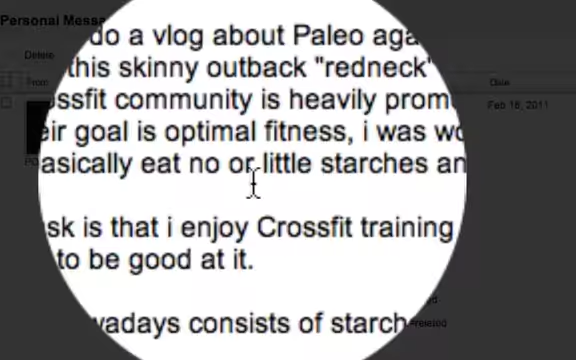 Personal Messa
Delete
From
Date
Feb 18, 2011
do a vlog about Paleo aga
this skinny outback "redneck"
ossfit community is heavily prom
eir goal is optimal fitness, i was wo
asically eat no or little starches an
sk is that i enjoy Crossfit training
to be good at it.
wadays consists of starch